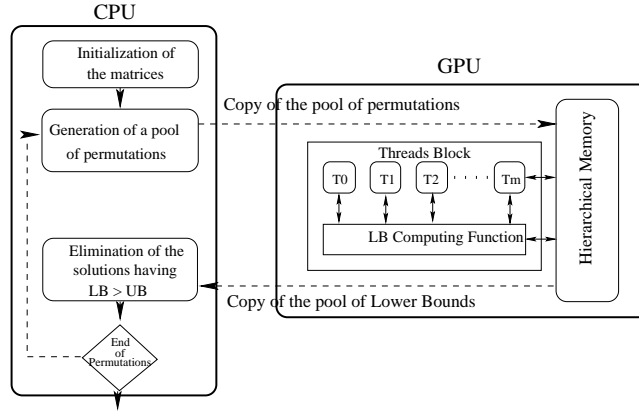 CPU
Initialization of
the matrices
Generation of a pool
of permutations
Elimination of the
solutions having
LB > UB
End
of
Permutations
Copy of the pool of permutations
Copy of the pool of Lower Bounds
GPU
Threads Block
T0 T1 T2 . . . . . . Tm
LB Computing Function
Hierarchical Memory